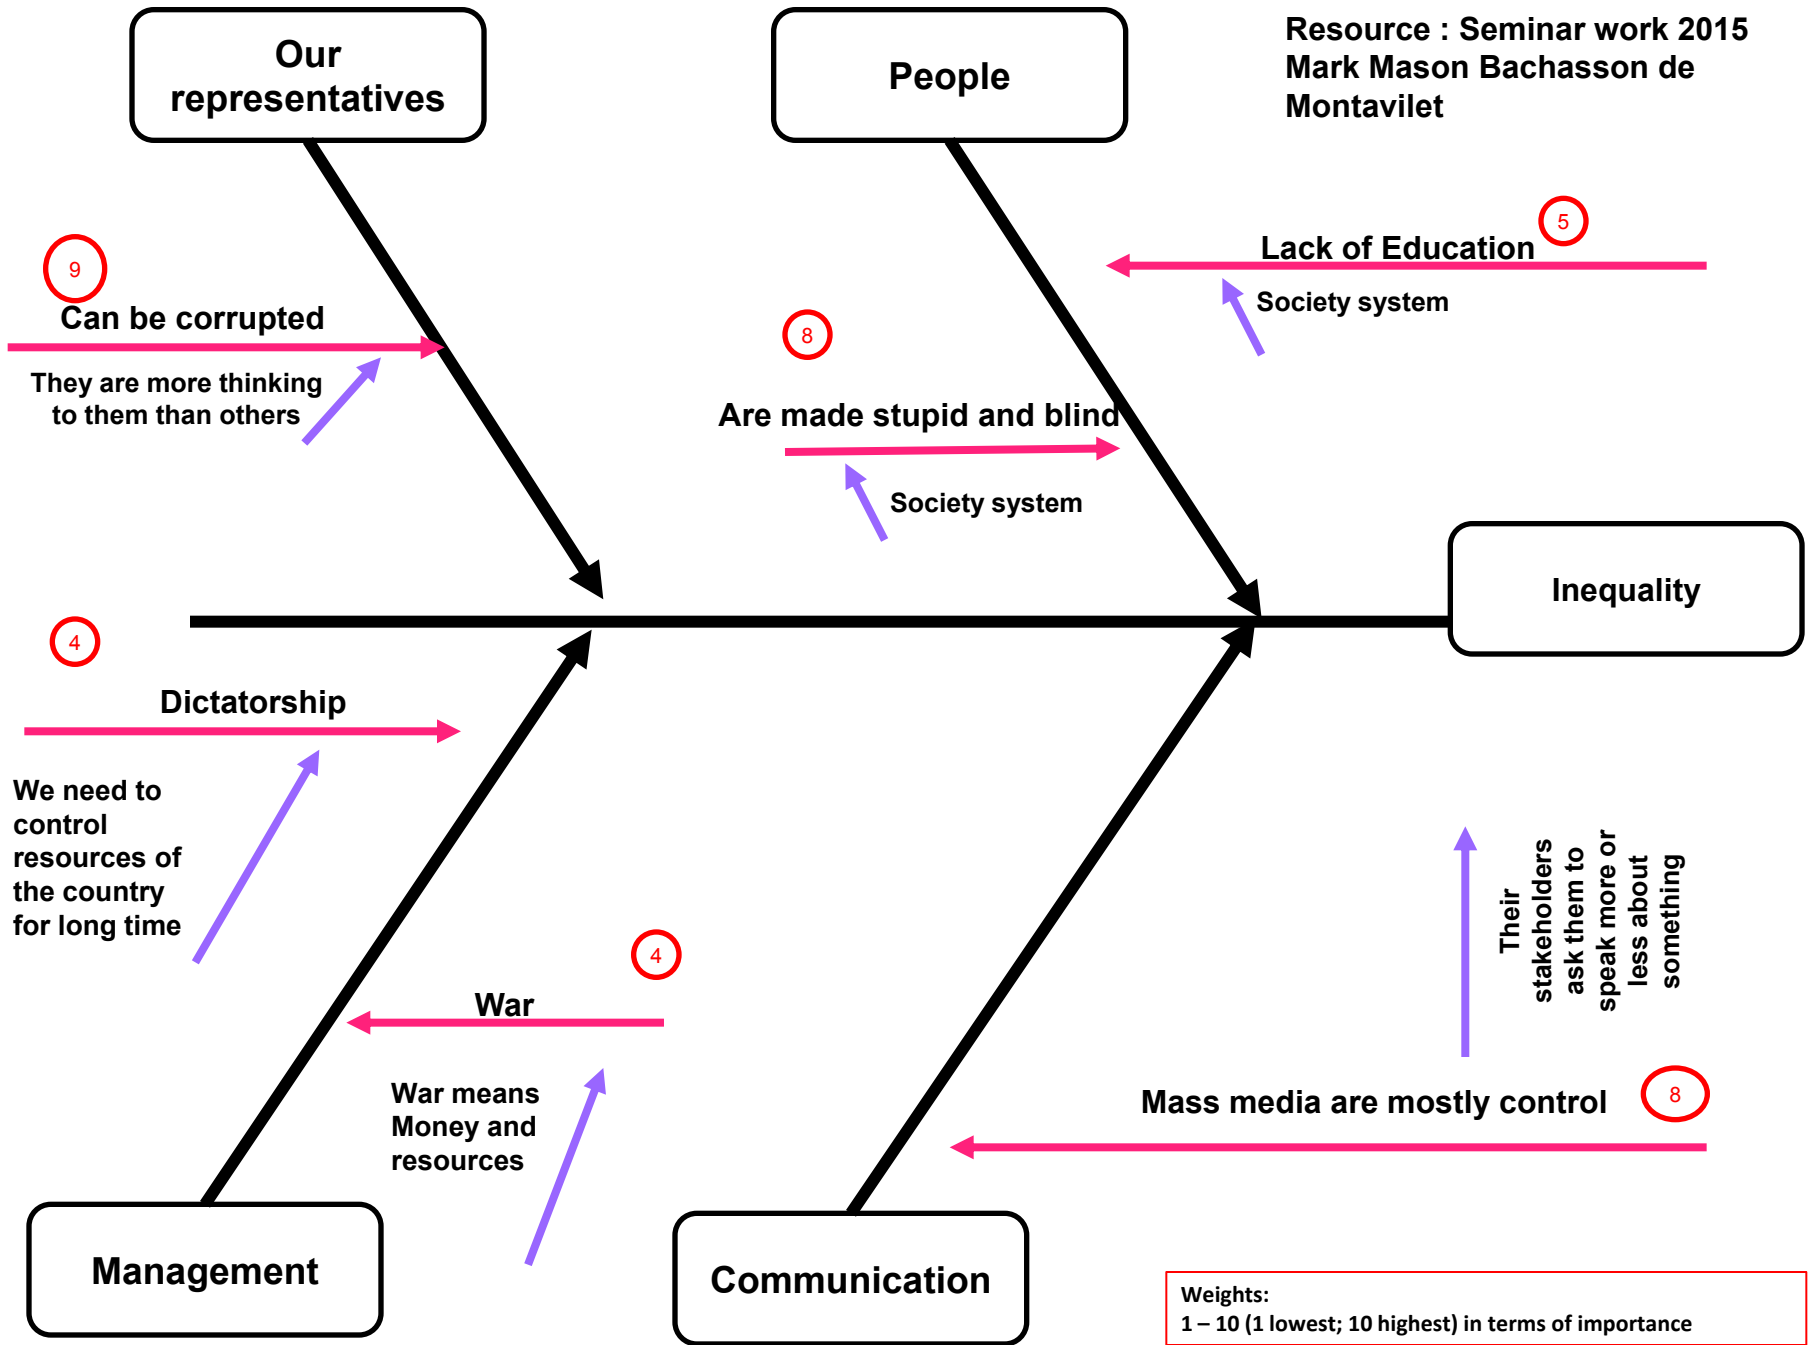 Our
representatives
People
Resource : Seminar work 2015
Mark Mason Bachasson de
Montavilet
9
Can be corrupted
They are more thinking
to them than others
5
Lack of Education
Society system
8
Are made stupid and blind
Society system
Inequality
4
Dictatorship
We need to
control
resources of
the country
for long time
4
War
War means
Money and
resources
Their
stakeholders
ask them to
speak more or
less about
something
Mass media are mostly control
8
Management
Communication
Weights:
1 – 10 (1 lowest; 10 highest) in terms of importance